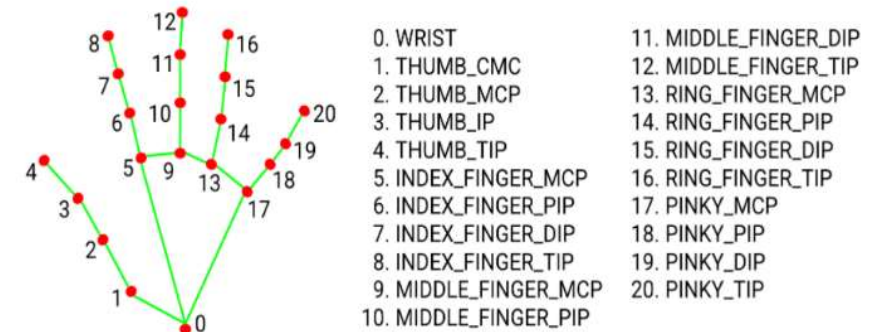 12
8
16
11
7
15
10
6
14
20
5
9
13
19
18
4
17
3
2
1
0
0. WRIST
1. THUMB_CMC
2. THUMB_MCP
3. THUMB_IP
4. THUMB_TIP
5. INDEX_FINGER_MCP
6. INDEX_FINGER_PIP
7. INDEX_FINGER_DIP
8. INDEX_FINGER_TIP
9. MIDDLE_FINGER_MCP
10. MIDDLE_FINGER_PIP
11. MIDDLE_FINGER_DIP
12. MIDDLE_FINGER_TIP
13. RING_FINGER_MCP
14. RING_FINGER_PIP
15. RING_FINGER_DIP
16. RING_FINGER_TIP
17. PINKY_MCP
18. PINKY_PIP
19. PINKY_DIP
20. PINKY_TIP